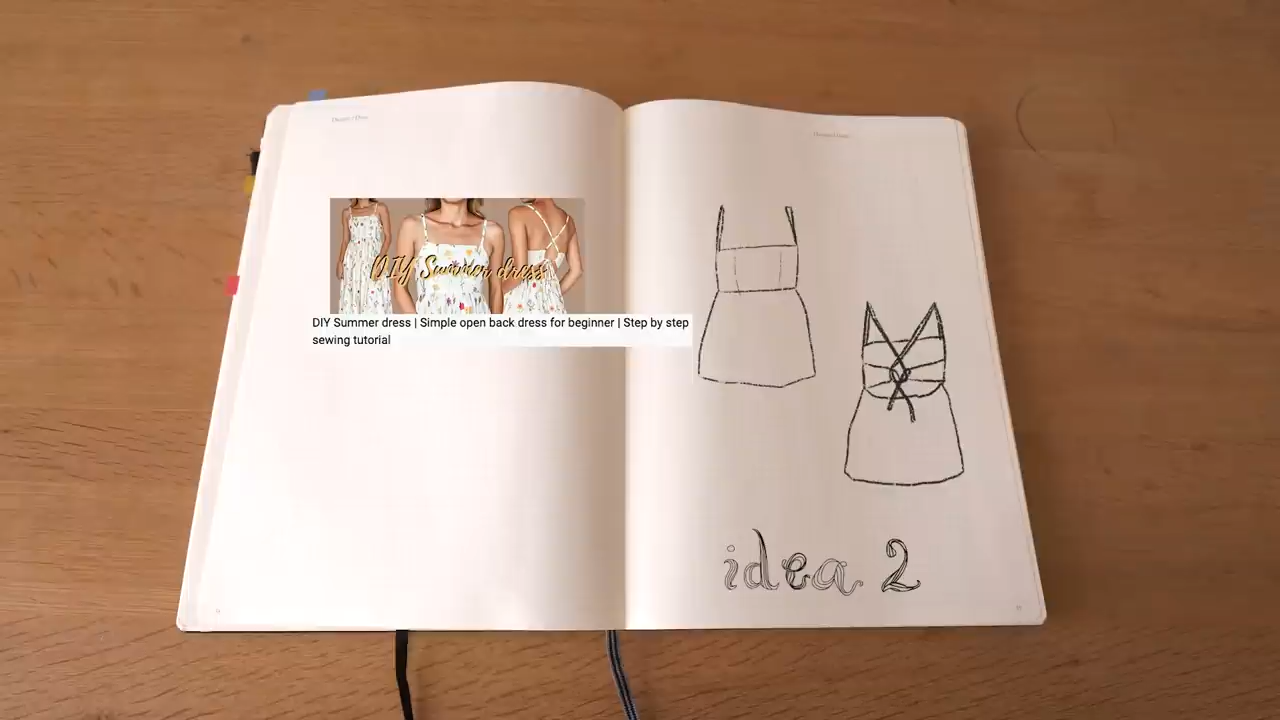 DIY Summer dress
DIY Summer dress | Simple open back dress for beginner | Step by step
sewing tutorial
idea 2